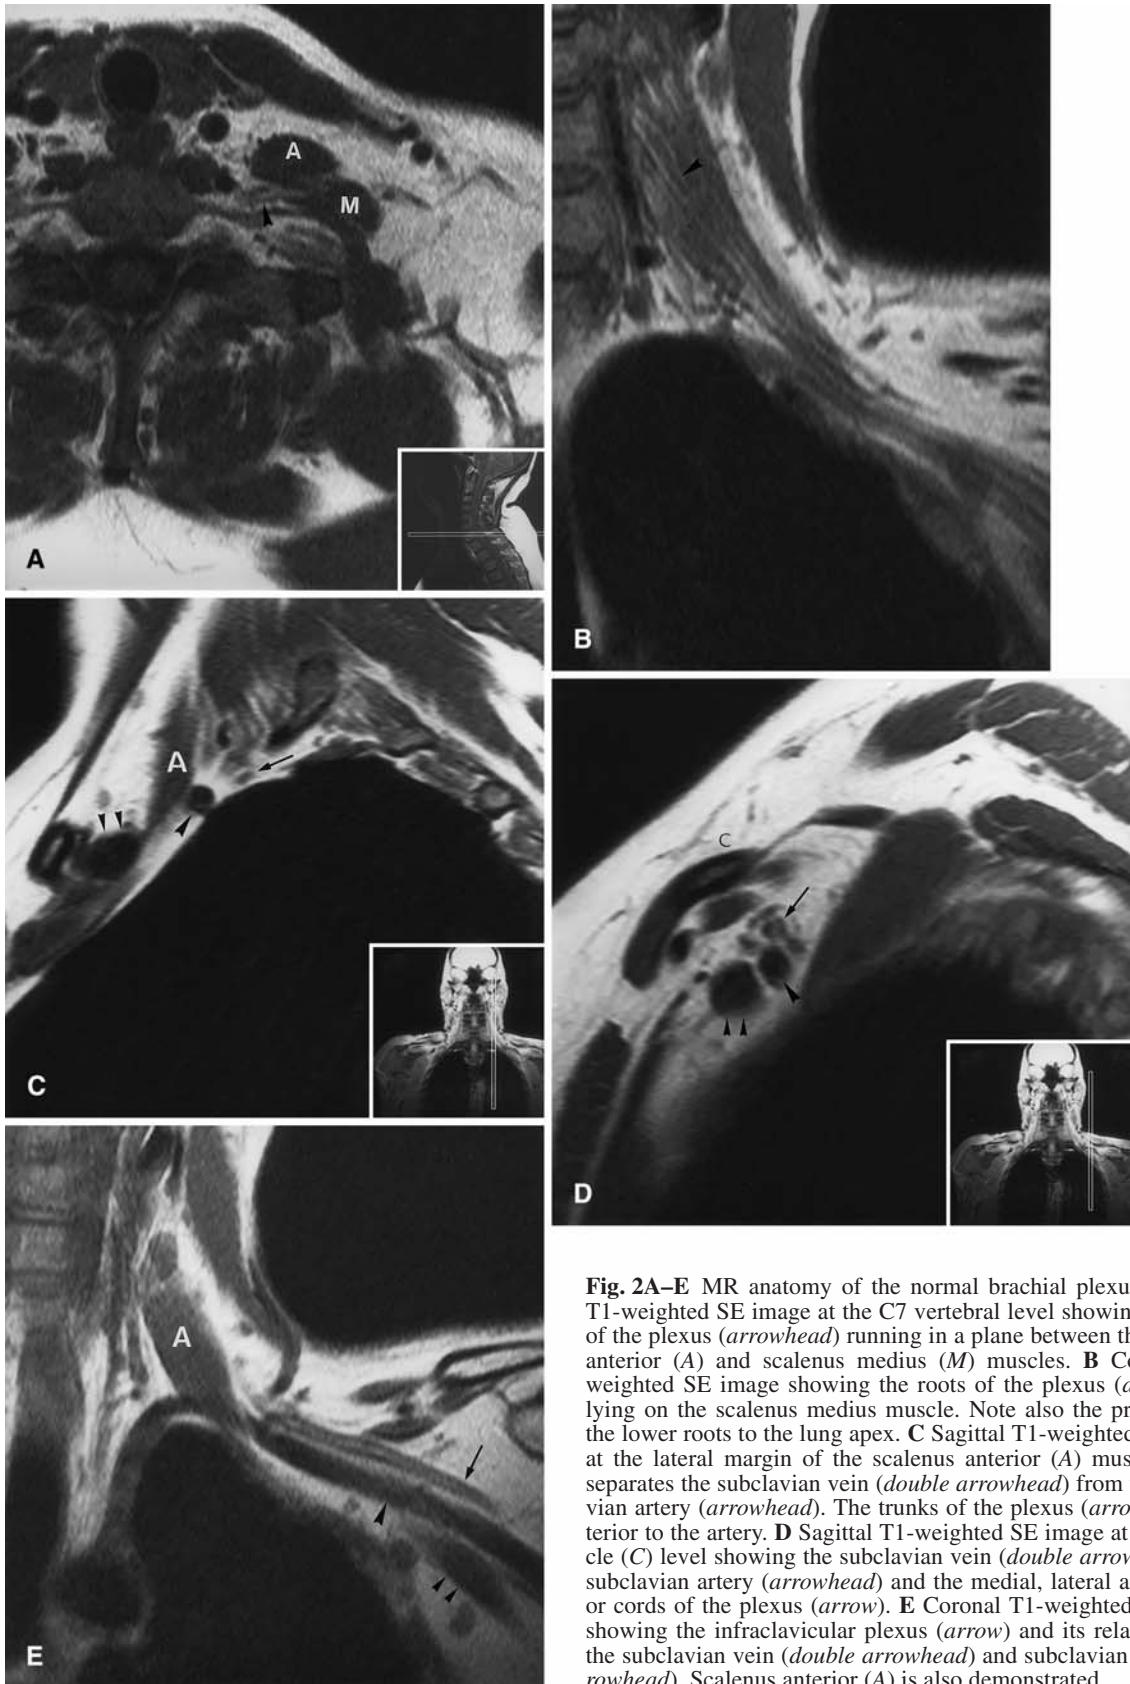 A
M
A
B
A
C
C
D
A
E
Fig. 2A–E MR anatomy of the normal brachial plexu
T1-weighted SE image at the C7 vertebral level showin
of the plexus (arrowhead) running in a plane between th
anterior (A) and scalenus medius (M) muscles. B Co
weighted SE image showing the roots of the plexus (a
lying on the scalenus medius muscle. Note also the pr
the lower roots to the lung apex. C Sagittal T1-weighted
at the lateral margin of the scalenus anterior (A) mus
separates the subclavian vein (double arrowhead) from
vian artery (arrowhead). The trunks of the plexus (arro
terior to the artery. D Sagittal T1-weighted SE image at
cle (C) level showing the subclavian vein (double arrow
subclavian artery (arrowhead) and the medial, lateral a
or cords of the plexus (arrow). E Coronal T1-weighted
showing the infraclavicular plexus (arrow) and its rela
the subclavian vein (double arrowhead) and subclavian
rowhead). Scalenus anterior (A) is also demonstrated